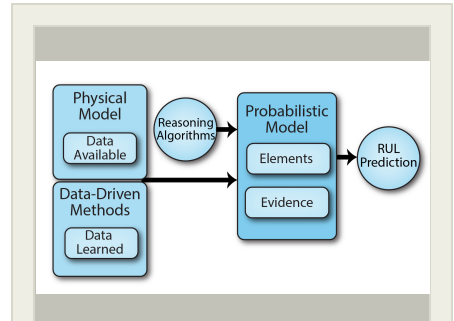 Physical
Model
Data
Available
Data-Driven
Methods
Data
Learned
Reasoning
Algorithms
Probabilistic
Model
Elements
Evidence
RUL
Prediction